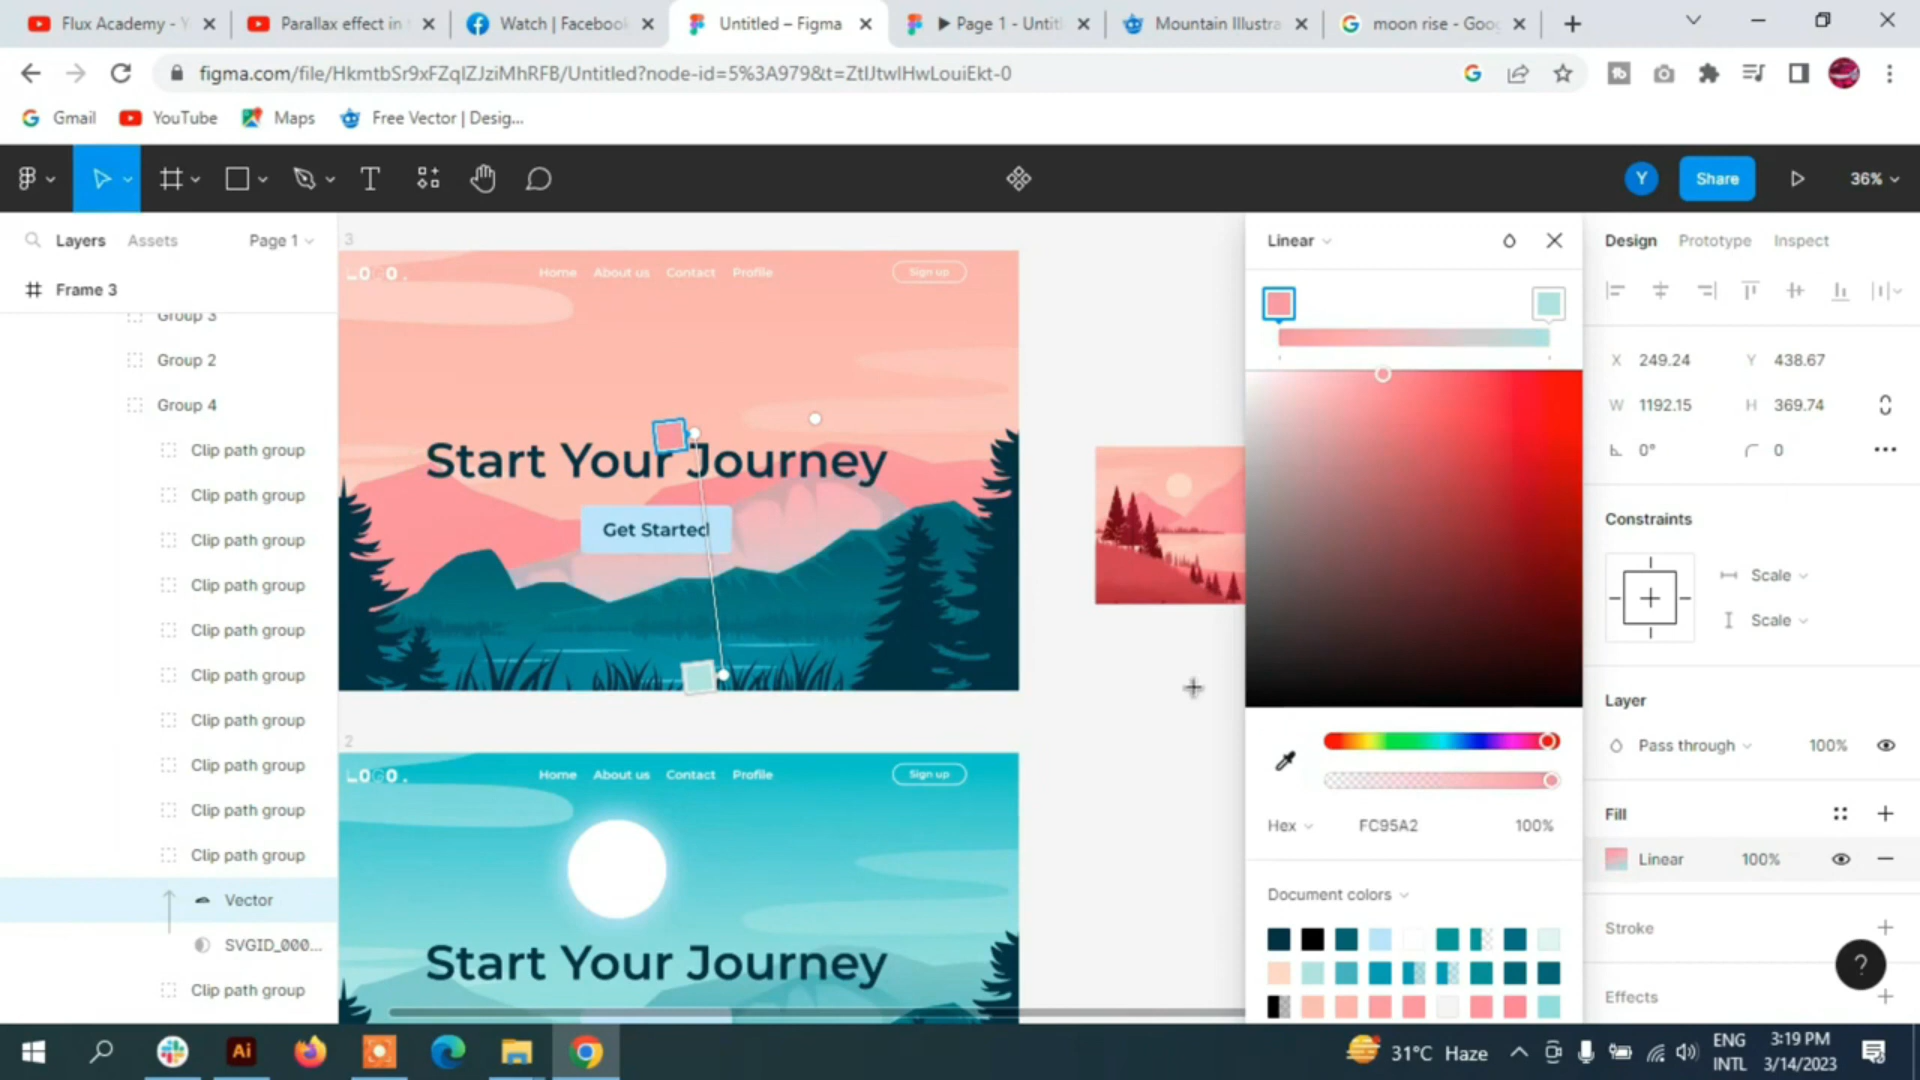 Flux Academy - Y
Parallax effect in
Watch | Facebook
Untitled – Figma
Page 1 - Untit
Mountain Illustra
moon rise - Goog
figma.com/file/HkmtbSr9xFZqIZJziMhRFB/Untitled?node-id=5%3A979&t=ZtIJtwlHwLouiEkt-0
Gmail
YouTube
Maps
Free Vector | Desig...
Y
Share
36%
Layers
Assets
Page 1
Frame 3
Group 3
Group 2
Group 4
Clip path group
Clip path group
Clip path group
Clip path group
Clip path group
Clip path group
Clip path group
Clip path group
Clip path group
Clip path group
Vector
SVGID_000...
Clip path group
3
LOGO.
Home
About us
Contact
Profile
Sign up
Start Your Journey
Get Started
2
LOGO.
Home
About us
Contact
Profile
Sign up
Start Your Journey
Linear
Hex
FC95A2
100%
Document colors
Design
Prototype
Inspect
X 249.24
Y 438.67
W 1192.15
H 369.74
0°
0
Constraints
Scale
Scale
Layer
Pass through
100%
Fill
Linear
100%
Stroke
Effects
?
Ai
31°C Haze
ENG
INTL
3:19 PM
3/14/2023